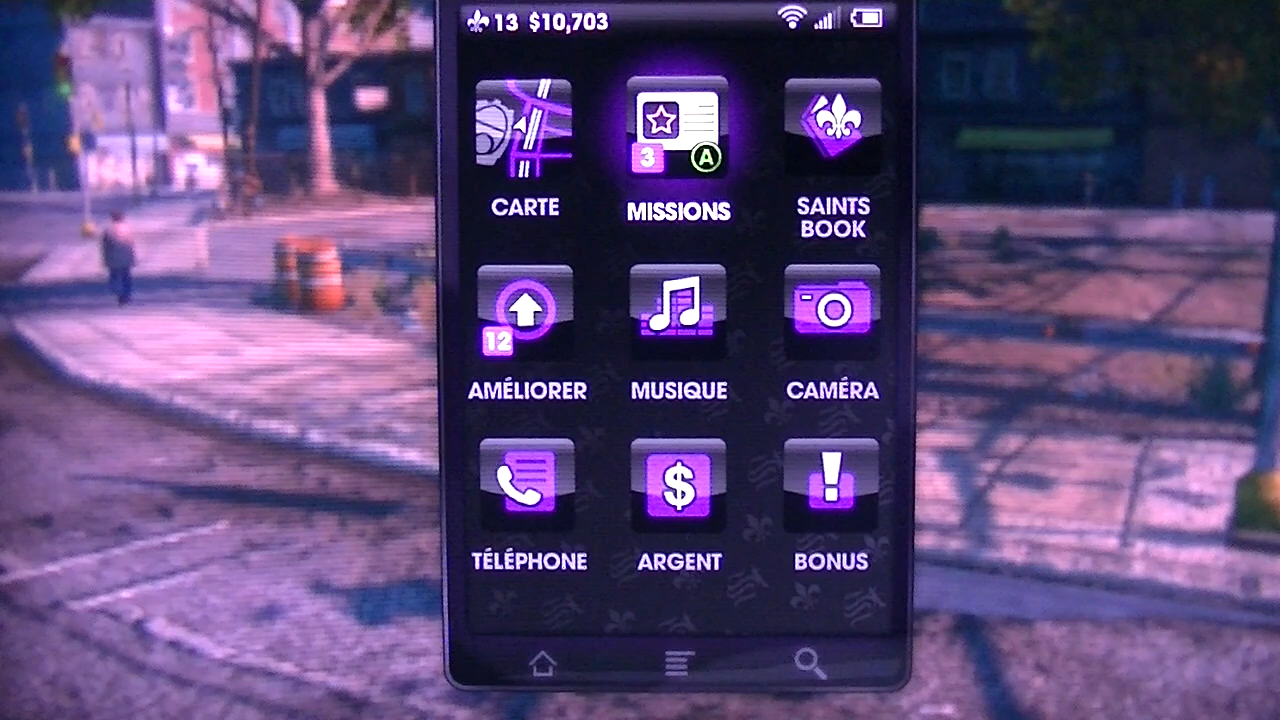 13 $10,703
CARTE
3
A
MISSIONS
SAINTS
BOOK
12
AMÉLIORER
MUSIQUE
CAMÉRA
TÉLÉPHONE
$
ARGENT
!
BONUS